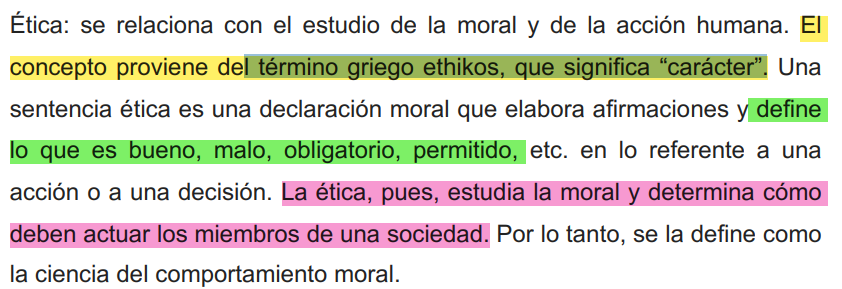 Ética: se relaciona con el estudio de la moral y de la acción humana. El
concepto proviene del término griego ethikos, que significa “carácter”. Una
sentencia ética es una declaración moral que elabora afirmaciones y define
lo que es bueno, malo, obligatorio, permitido, etc. en lo referente a una
acción o a una decisión. La ética, pues, estudia la moral y determina cómo
deben actuar los miembros de una sociedad. Por lo tanto, se la define como
la ciencia del comportamiento moral.